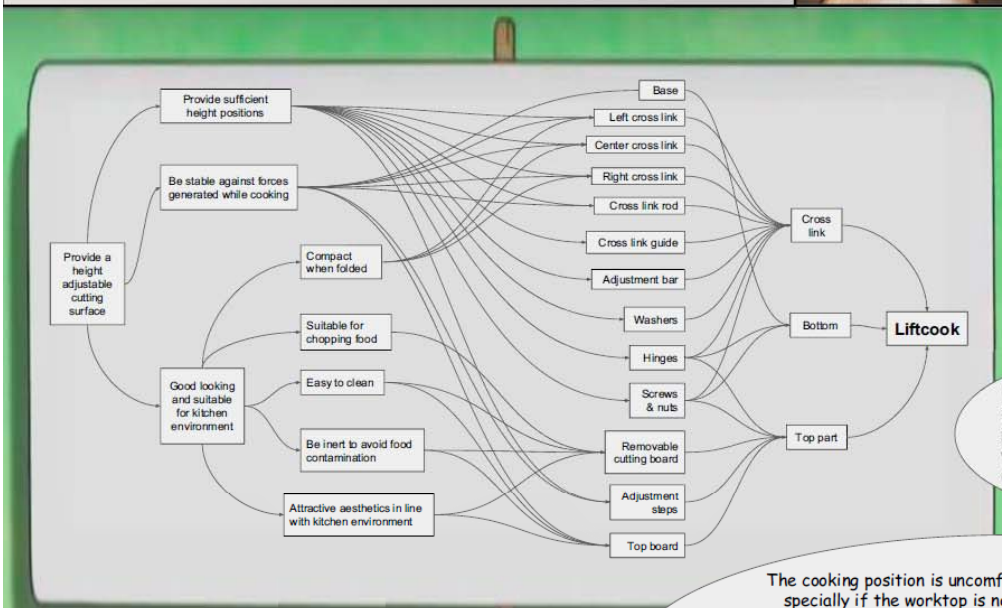 Provide sufficient
height positions
Be stable against forces
generated while cooking
Provide a
height
adjustable
cutting
surface
Compact
when folded
Suitable for
chopping food
Good looking
and suitable
for kitchen
environment
Easy to clean
Be inert to avoid food
contamination
Attractive aesthetics in line
with kitchen environment
Base
Left cross link
Center cross link
Right cross link
Cross link rod
Cross link guide
Adjustment bar
Washers
Hinges
Screws
& nuts
Removable
cutting board
Adjustment
steps
Top board
Cross
link
Bottom
Top part
Liftcook
The cooking position is
specially if the worktop is